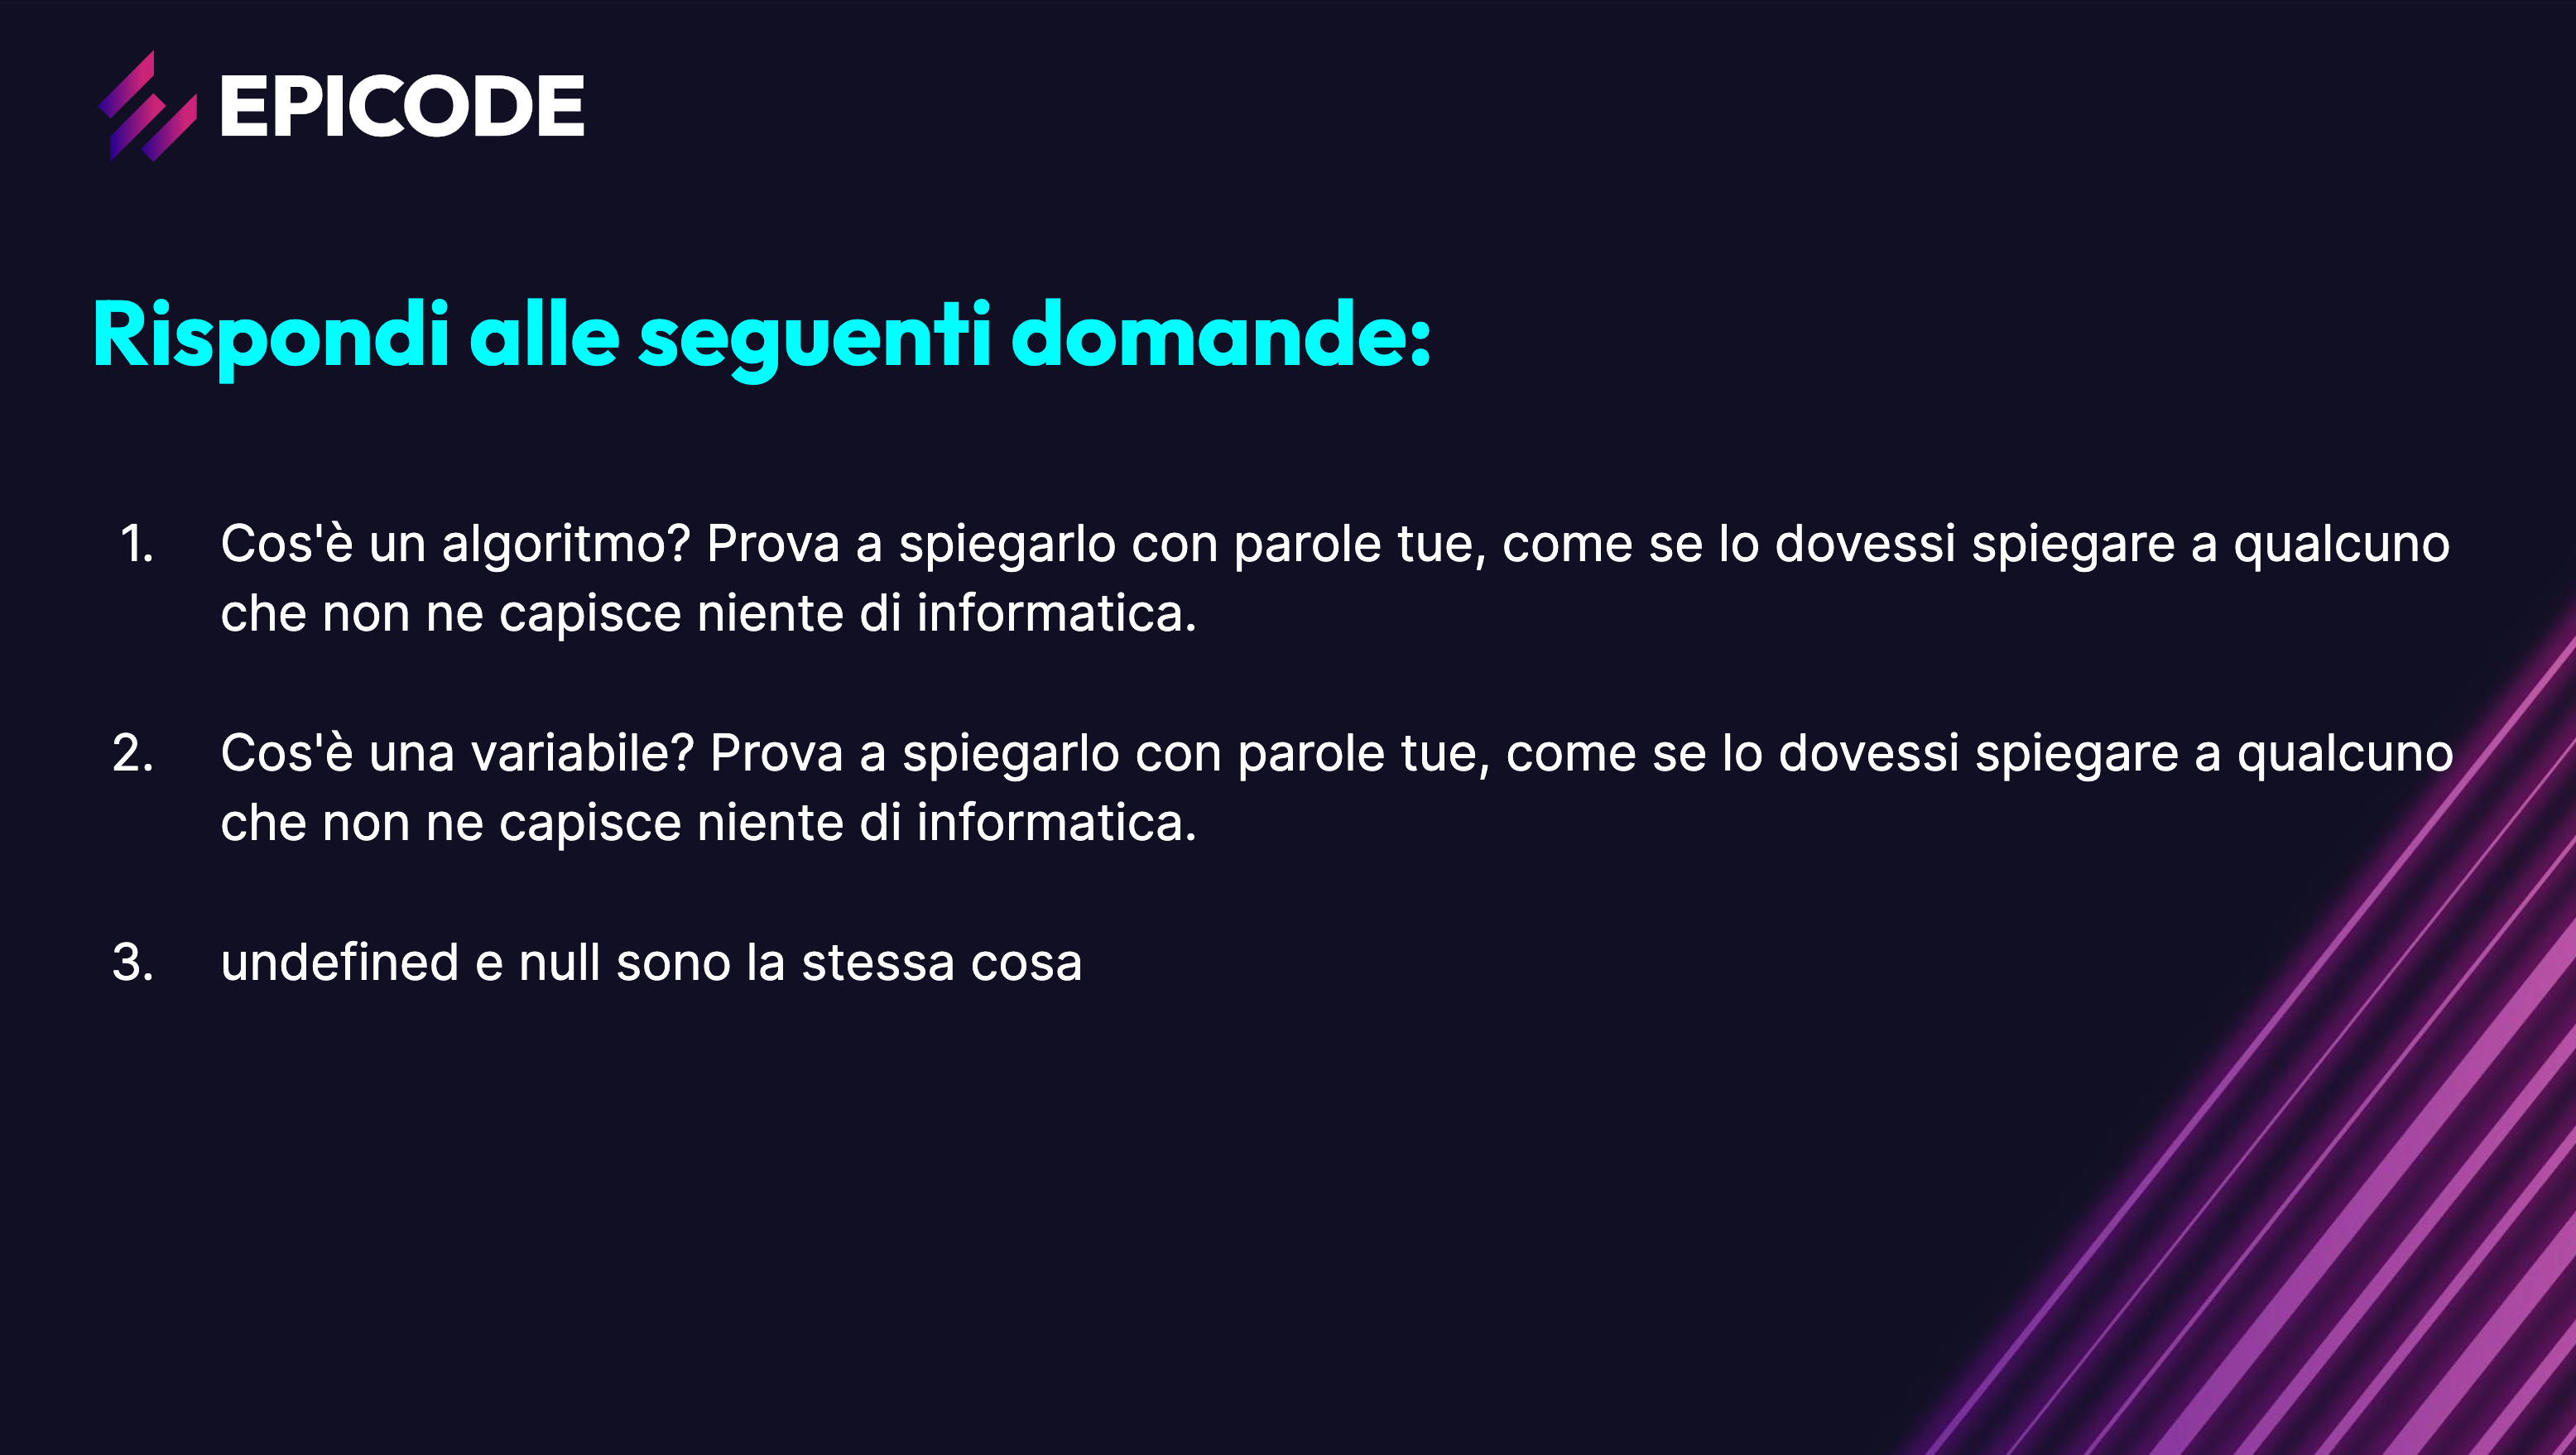 EPICODE
Rispondi alle seguenti domande:
1. Cos'è un algoritmo? Prova a spiegarlo con parole tue, come se lo dovessi spiegare a qualcuno
che non ne capisce niente di informatica.
2. Cos'è una variabile? Prova a spiegarlo con parole tue, come se lo dovessi spiegare a qualcuno
che non ne capisce niente di informatica.
3. undefined e null sono la stessa cosa